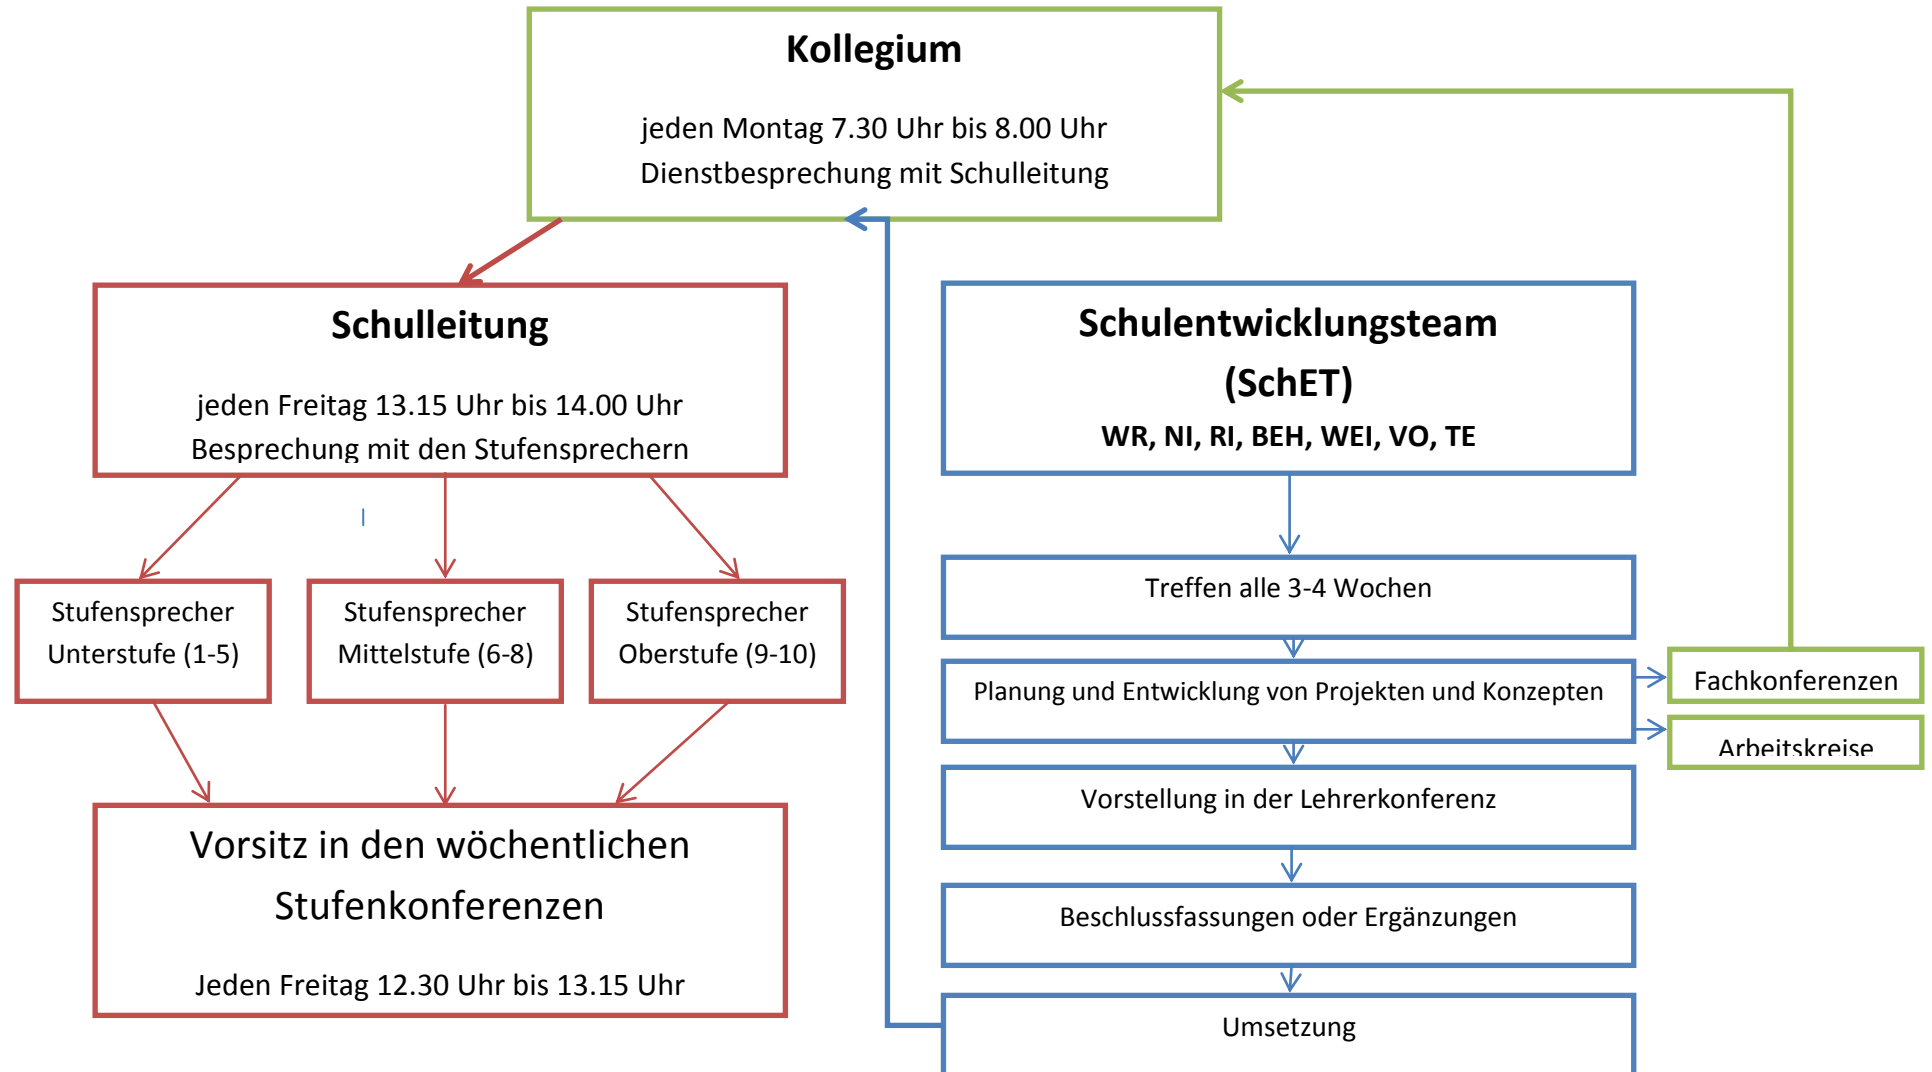 Kollegium
jeden Montag 7.30 Uhr bis 8.00 Uhr
Dienstbesprechung mit Schulleitung
Schulleitung
jeden Freitag 13.15 Uhr bis 14.00 Uhr
Besprechung mit den Stufensprechern
Stufensprecher
Unterstufe (1-5)
Stufensprecher
Mittelstufe (6-8)
Stufensprecher
Oberstufe (9-10)
Vorsitz in den wöchentlichen
Stufenkonferenzen
Jeden Freitag 12.30 Uhr bis 13.15 Uhr
Schulentwicklungsteam
(SchET)
WR, NI, RI, BEH, WEI, VO, TE
Treffen alle 3-4 Wochen
Planung und Entwicklung von Projekten und Konzepten
Fachkonferenzen
Arbeitskreise
Vorstellung in der Lehrerkonferenz
Beschlussfassungen oder Ergänzungen
Umsetzung